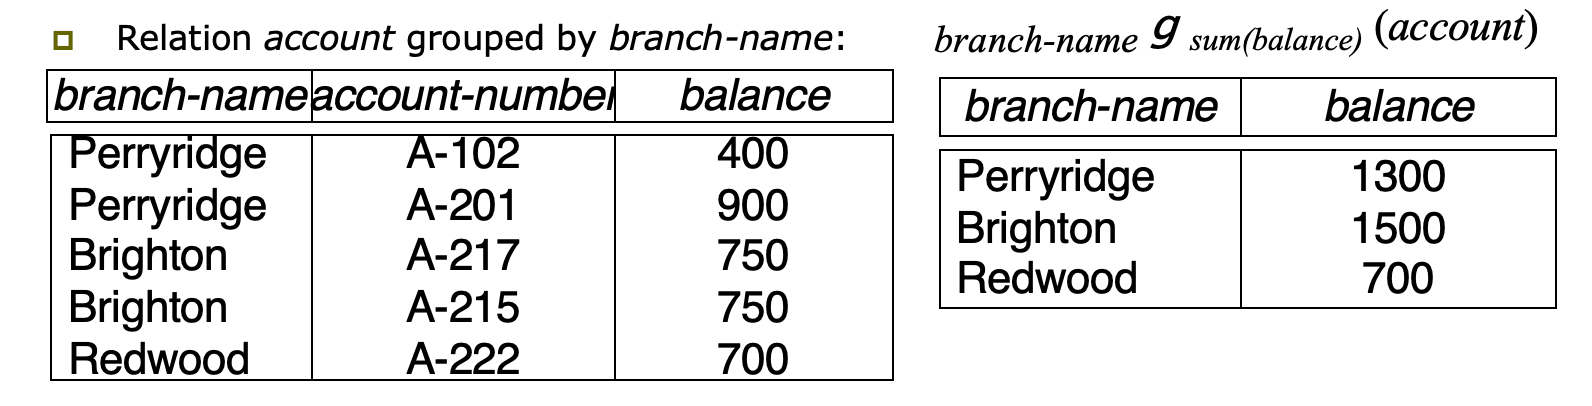 Relation account grouped by branch-name:
branch-name account-number balance
Perryridge A-102 400
Perryridge A-201 900
Brighton A-217 750
Brighton A-215 750
Redwood A-222 700
branch-name g sum(balance) (account)
branch-name balance
Perryridge 1300
Brighton 1500
Redwood 700